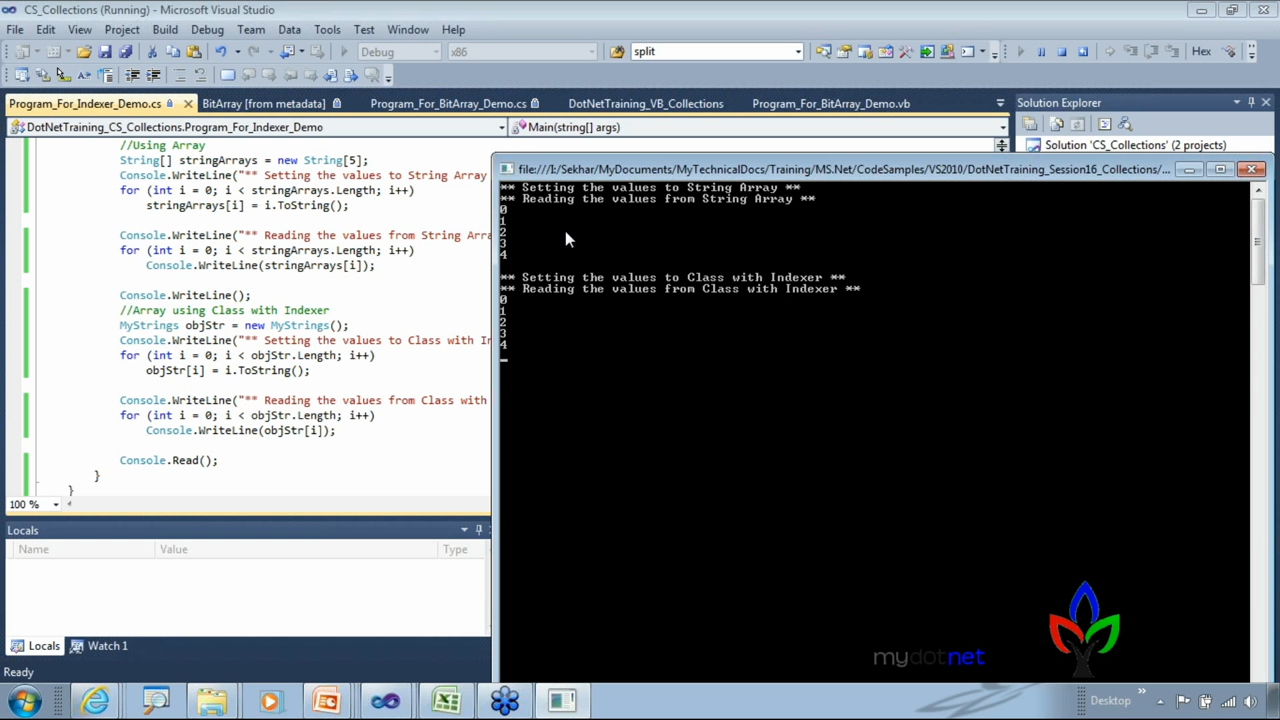 CS_Collections (Running) - Microsoft Visual Studio
File Edit View Project Build Debug Team Data Tools Test Window Help
Debug x86 split Hex
Program_For_Indexer_Demo.cs BitArray [from metadata] Program_For_BitArray_Demo.cs DotNetTraining_VB_Collections Program_For_BitArray_Demo.vb Solution Explorer
DotNetTraining_CS_Collections.Program_For_Indexer_Demo Main(string[] args)
Solution 'CS_Collections' (2 projects)
//Using Array
String[] stringArrays = new String[5];
Console.WriteLine("** Setting the values to String Array
for (int i = 0; i < stringArrays.Length; i++)
stringArrays[i] = i.ToString();
Console.WriteLine("** Reading the values from String Arra
for (int i = 0; i < stringArrays.Length; i++)
Console.WriteLine(stringArrays[i]);
Console.WriteLine();
//Array using Class with Indexer
MyStrings objStr = new MyStrings();
Console.WriteLine("** Setting the values to Class with In
for (int i = 0; i < objStr.Length; i++)
objStr[i] = i.ToString();
Console.WriteLine("** Reading the values from Class with
for (int i = 0; i < objStr.Length; i++)
Console.WriteLine(objStr[i]);
Console.Read();
}
}
100 %
file:///I:/Sekhar/MyDocuments/MyTechnicalDocs/Training/MS.Net/CodeSamples/VS2010/DotNetTraining_Session16_Collections/...
** Setting the values to String Array **
** Reading the values from String Array **
0
1
2
3
4
** Setting the values to Class with Indexer **
** Reading the values from Class with Indexer **
0
1
2
3
4
Locals
Name Value Type
Locals Watch 1
Ready
mydotnet
Desktop